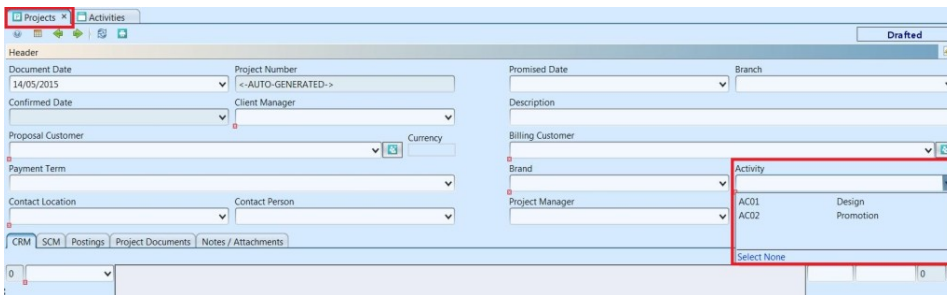 Projects Activities
Drafted
Header
Document Date Project Number Promised Date Branch
14/05/2015 <-AUTO-GENERATED->
Confirmed Date Client Manager Description
Proposal Customer Currency Billing Customer
Payment Term Brand Activity
AC01 Design
Contact Location Contact Person Project Manager
AC02 Promotion
Select None
CRM SCM Postings Project Documents Notes / Attachments
0 0